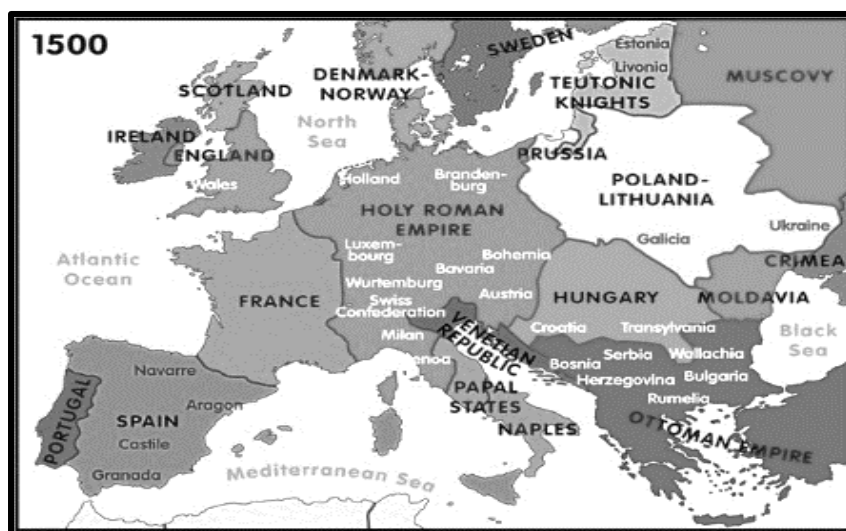 1500
SWEDEN
Estonia
Livonia
MUSCOVY
DENMARK-
NORWAY
TEUTONIC
KNIGHTS
SCOTLAND
North
Sea
IRELAND
ENGLAND
Wales
PRUSSIA
Holland
Branden-
burg
POLAND-
LITHUANIA
HOLY ROMAN
EMPIRE
Ukraine
Galicia
Atlantic
Ocean
Luxem-
bourg
Bohemia
Bavaria
CRIMEA
Wurtemburg
Austria
FRANCE
Swiss
Confederation
HUNGARY
MOLDAVIA
Milan
VENETIAN
REPUBLIC
Croatia
Transylvania
Black
Sea
enoa
Bosnia
Serbia
Wallachia
Navarre
Herzegovina
Bulgaria
PAPAL
STATES
Rumelia
PORTUGAL
SPAIN
Aragon
NAPLES
OTTOMAN EMPIRE
Castile
Granada
Mediterranean Sea